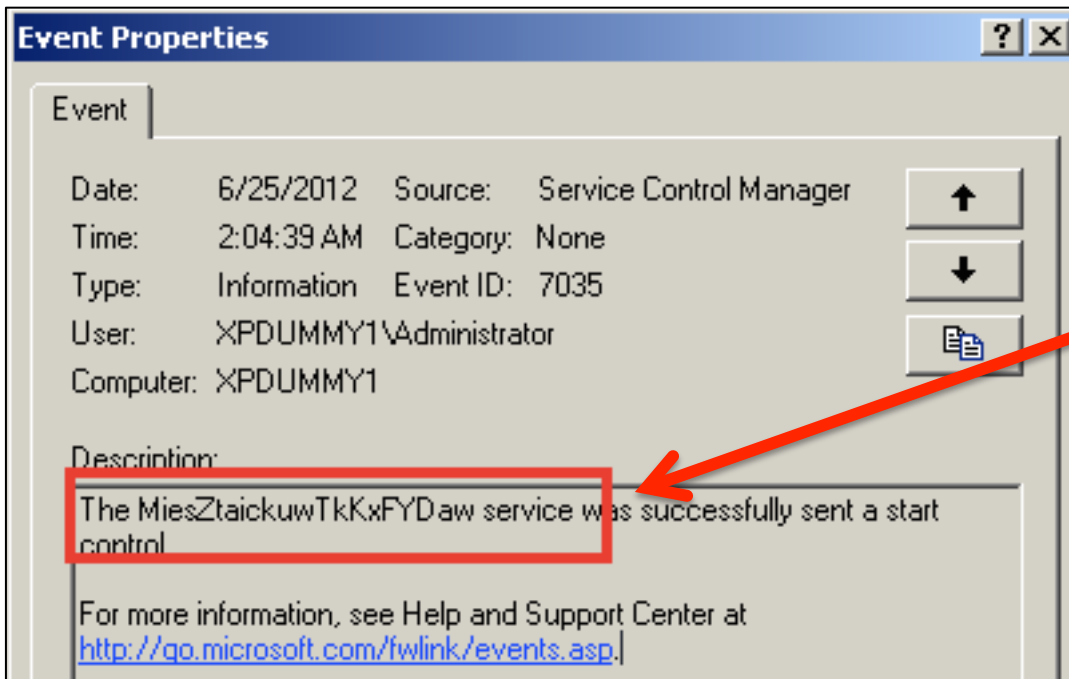 Event Properties
Event
Date: 6/25/2012 Source: Service Control Manager
Time: 2:04:39 AM Category: None
Type: Information Event ID: 7035
User: XPDUMMY1\Administrator
Computer: XPDUMMY1
Description:
The MiesZtaickuwTkKxFYDaw service was successfully sent a start
control
For more information, see Help and Support Center at
http://go.microsoft.com/fwlink/events.asp.